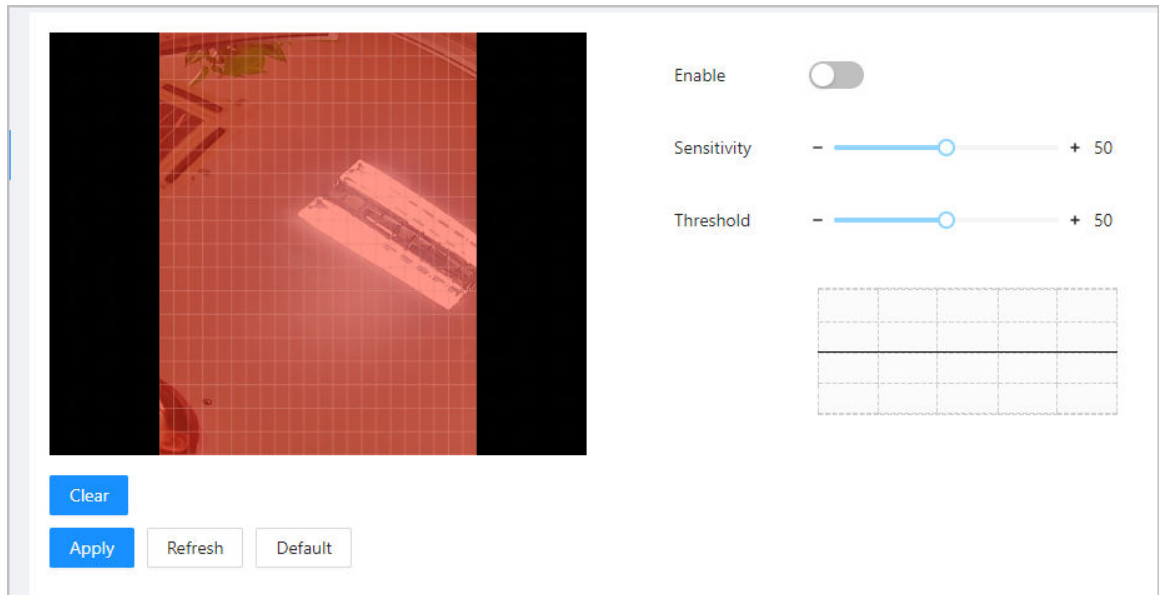 Enable
Sensitivity - + 50
Threshold - + 50
Clear
Apply Refresh Default